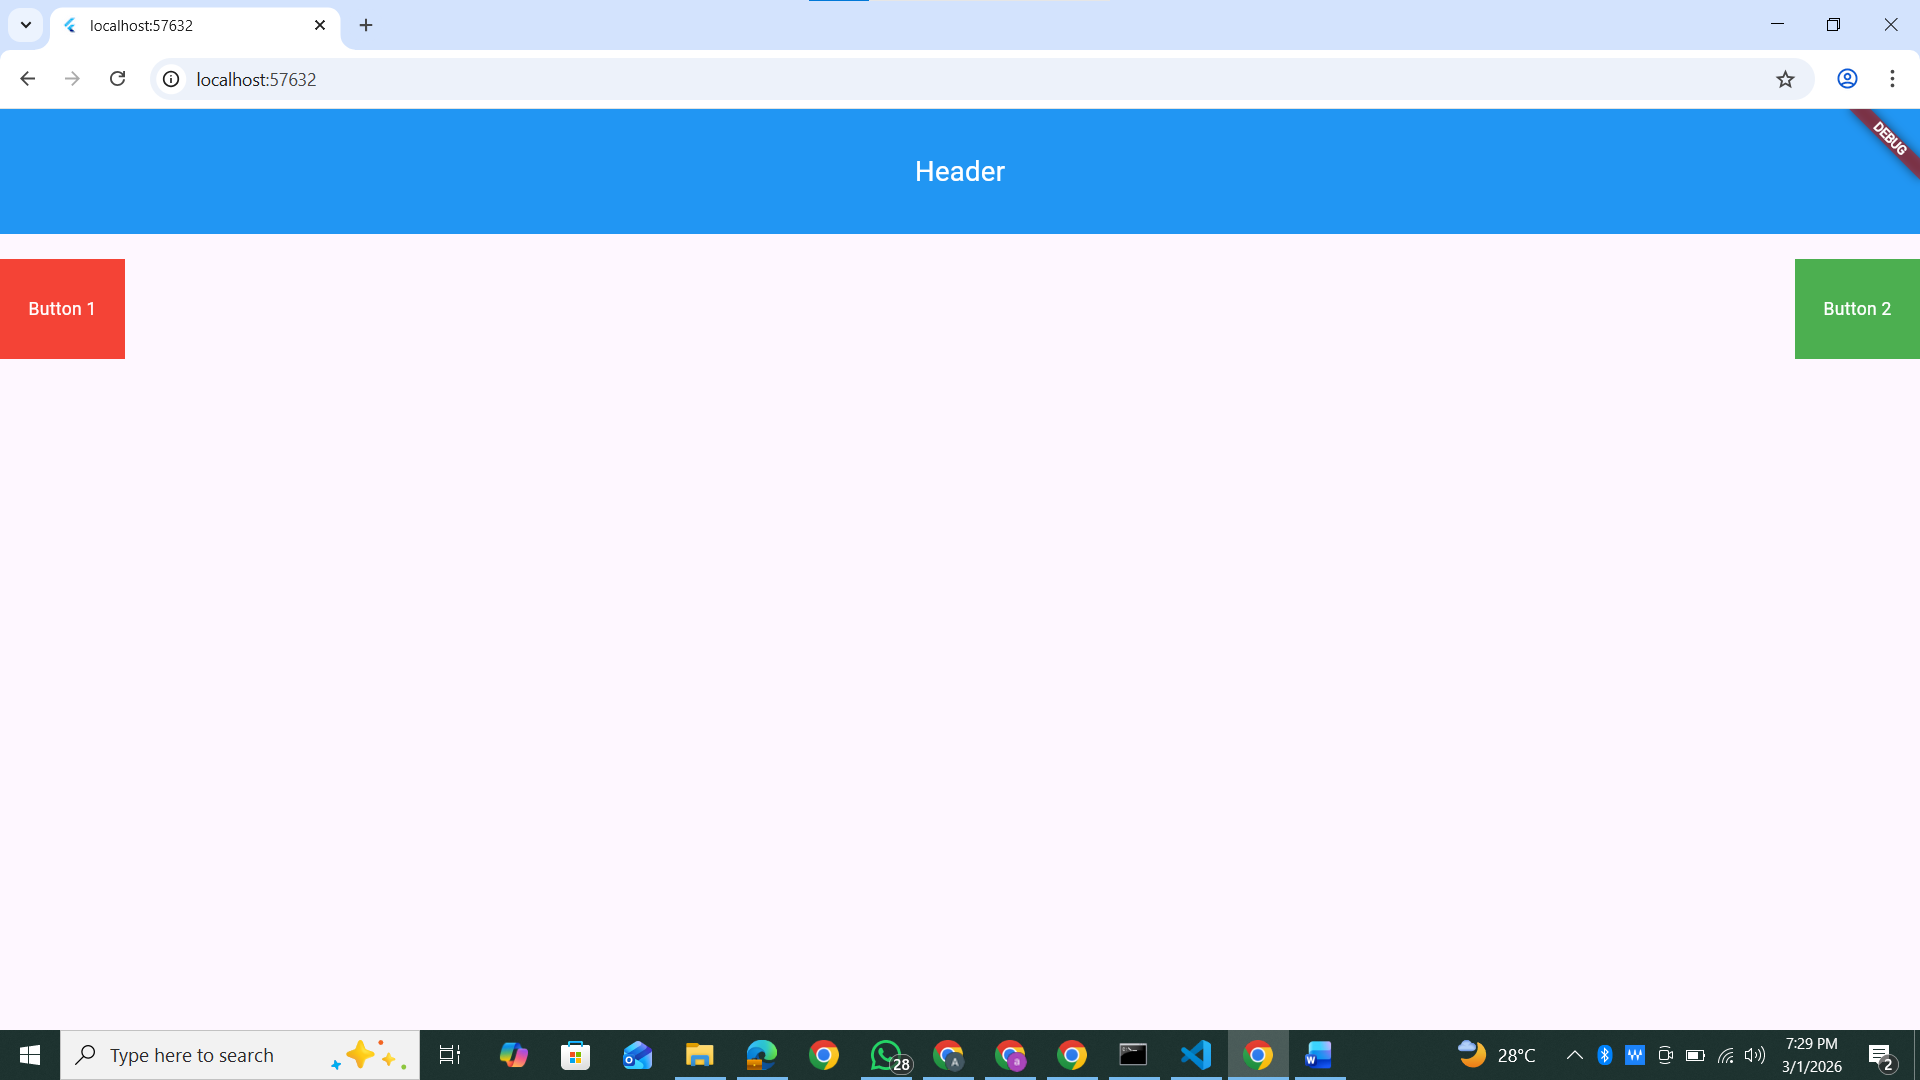 localhost:57632
localhost:57632
DEBUG
Header
Button 1
Button 2
Type here to search
28
A
a
28°C
7:29 PM
3/1/2026
2